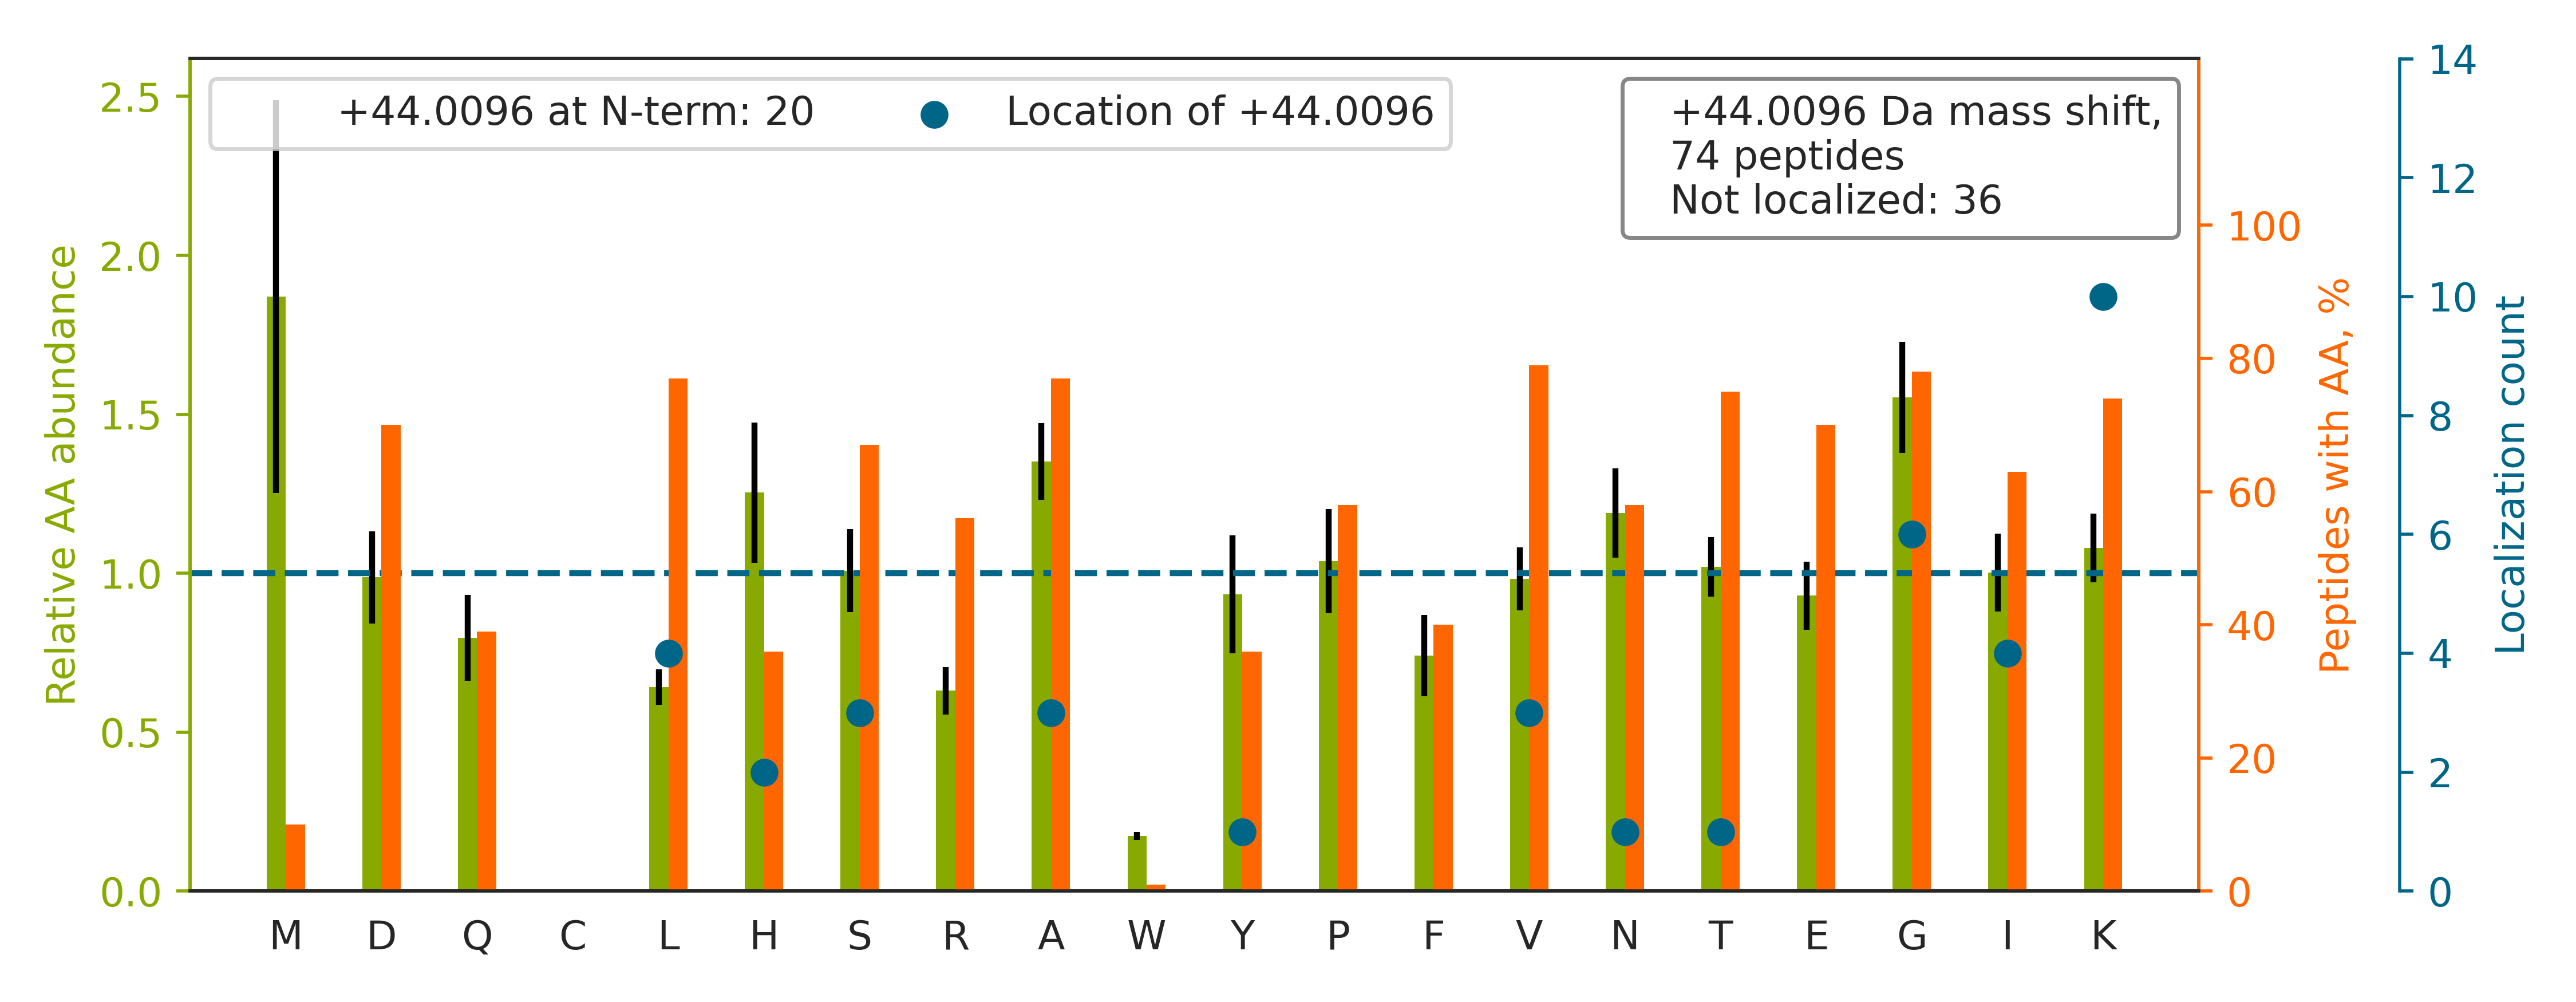 +44.0096 at N-term: 20
Location of +44.0096
+44.0096 Da mass shift,
74 peptides
Not localized: 36
Relative AA abundance
2.5
2.0
1.5
1.0
0.5
0.0
M D Q C L H S R A W Y P F V N T E G I K
100
80
60
40
20
0
Peptides with AA, %
14
12
10
8
6
4
2
0
Localization count